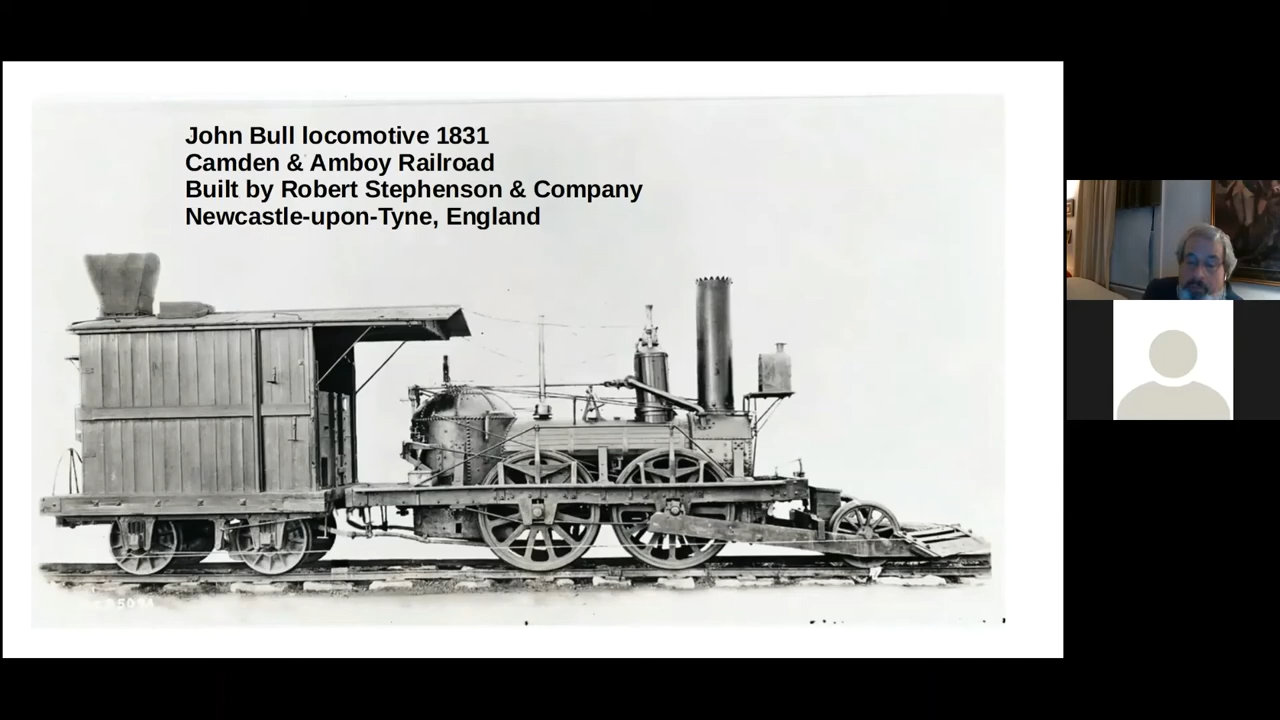 John Bull locomotive 1831
Camden & Amboy Railroad
Built by Robert Stephenson & Company
Newcastle-upon-Tyne, England